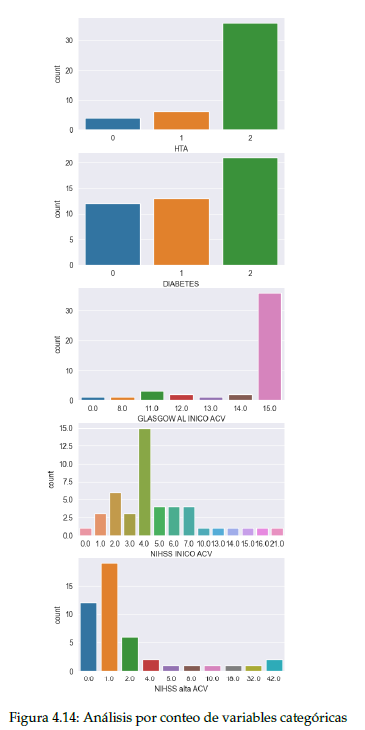 30
20
10
0
count
0 1 2
HTA
20
15
10
5
0
count
0 1 2
DIABETES
30
20
10
0
count
0.0 8.0 11.0 12.0 13.0 14.0 15.0
GLASGOW AL INICO ACV
15.0
12.5
10.0
7.5
5.0
2.5
0.0
count
0.0 1.0 2.0 3.0 4.0 5.0 6.0 7.0 10.0 13.0 14.0 15.0 16.0 21.0
NIHSS INICO ACV
15
10
5
0
count
0.0 1.0 2.0 4.0 5.0 8.0 10.0 18.0 32.0 42.0
NIHSS alta ACV
Figura 4.14: Análisis por conteo de variables categóricas